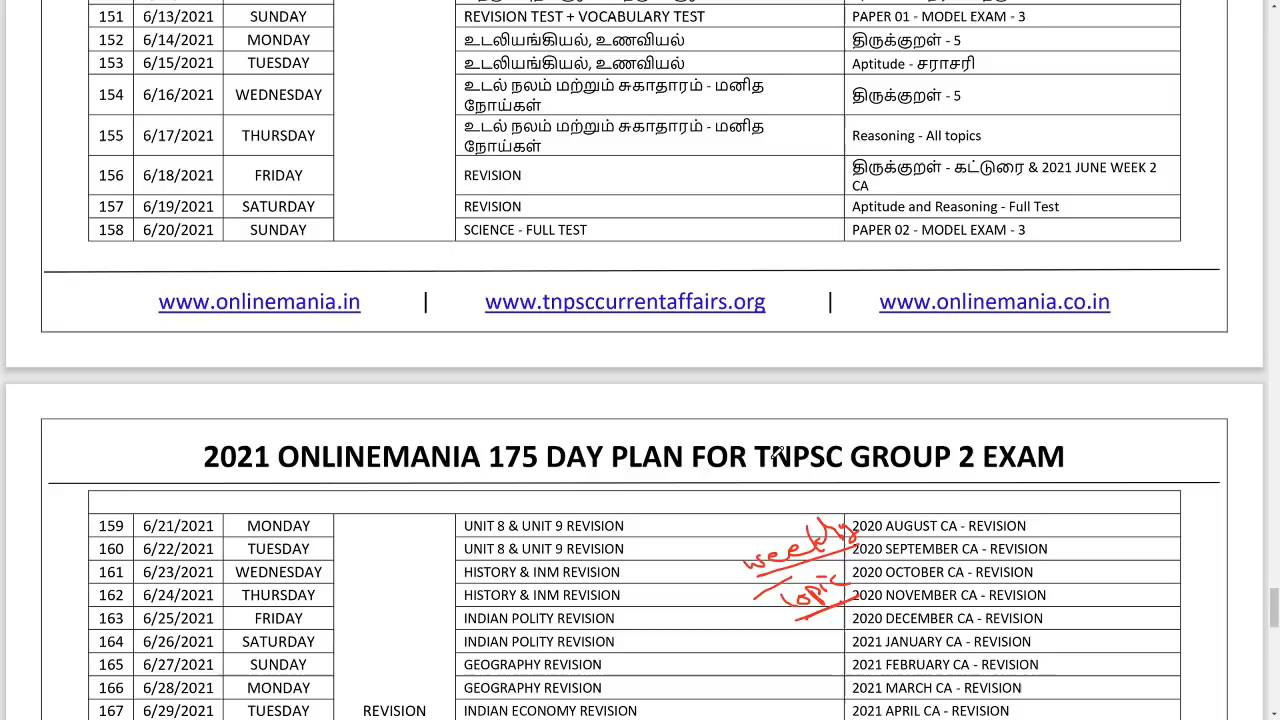 151 6/13/2021 SUNDAY REVISION TEST + VOCABULARY TEST PAPER 01 - MODEL EXAM - 3
152 6/14/2021 MONDAY உடலியங்கியல், உணவியல் திருக்குறள் - 5
153 6/15/2021 TUESDAY உடலியங்கியல், உணவியல் Aptitude - சராசரி
154 6/16/2021 WEDNESDAY உடல் நலம் மற்றும் சுகாதாரம் - மனித நோய்கள் திருக்குறள் - 5
155 6/17/2021 THURSDAY உடல் நலம் மற்றும் சுகாதாரம் - மனித நோய்கள் Reasoning - All topics
156 6/18/2021 FRIDAY REVISION திருக்குறள் - கட்டுரை & 2021 JUNE WEEK 2 CA
157 6/19/2021 SATURDAY REVISION Aptitude and Reasoning - Full Test
158 6/20/2021 SUNDAY SCIENCE - FULL TEST PAPER 02 - MODEL EXAM - 3
www.onlinemania.in | www.tnpsccurrentaffairs.org | www.onlinemania.co.in
2021 ONLINEMANIA 175 DAY PLAN FOR TNPSC GROUP 2 EXAM
159 6/21/2021 MONDAY UNIT 8 & UNIT 9 REVISION 2020 AUGUST CA - REVISION
160 6/22/2021 TUESDAY UNIT 8 & UNIT 9 REVISION weekly 2020 SEPTEMBER CA - REVISION
161 6/23/2021 WEDNESDAY HISTORY & INM REVISION 2020 OCTOBER CA - REVISION
162 6/24/2021 THURSDAY HISTORY & INM REVISION topic 2020 NOVEMBER CA - REVISION
163 6/25/2021 FRIDAY INDIAN POLITY REVISION 2020 DECEMBER CA - REVISION
164 6/26/2021 SATURDAY INDIAN POLITY REVISION 2021 JANUARY CA - REVISION
165 6/27/2021 SUNDAY GEOGRAPHY REVISION 2021 FEBRUARY CA - REVISION
166 6/28/2021 MONDAY GEOGRAPHY REVISION 2021 MARCH CA - REVISION
167 6/29/2021 TUESDAY REVISION INDIAN ECONOMY REVISION 2021 APRIL CA - REVISION